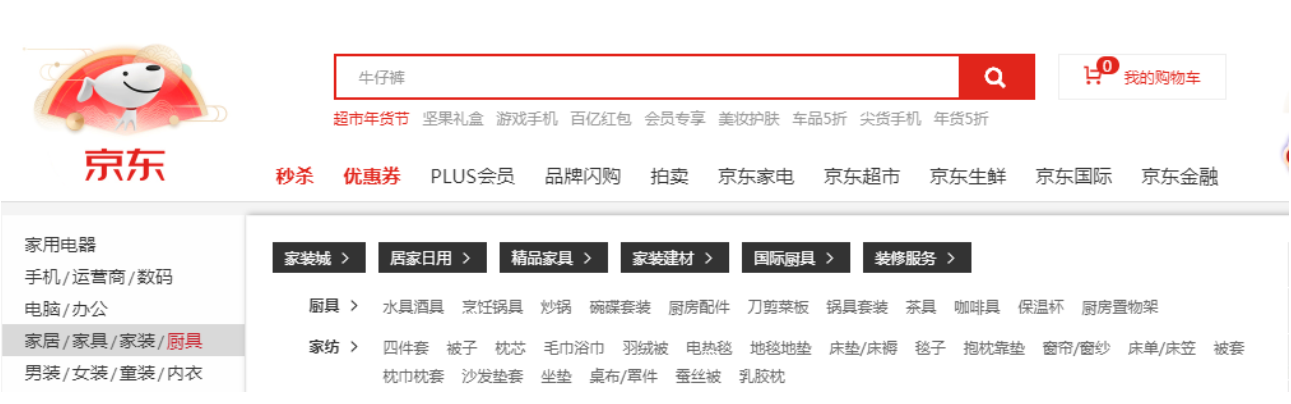 牛仔裤
0 我的购物车
超市年货节 坚果礼盒 游戏手机 百亿红包 会员专享 美妆护肤 车品5折 尖货手机 年货5折
京东
秒杀 优惠券 PLUS会员 品牌闪购 拍卖 京东家电 京东超市 京东生鲜 京东国际 京东金融
家用电器
手机/运营商/数码
电脑/办公
家居/家具/家装/厨具
男装/女装/童装/内衣
家装城 > 居家日用 > 精品家具 > 家装建材 > 国际厨具 > 装修服务 >
厨具 > 水具酒具 烹饪锅具 炒锅 碗碟套装 厨房配件 刀剪菜板 锅具套装 茶具 咖啡具 保温杯 厨房置物架
家纺 > 四件套 被子 枕芯 毛巾浴巾 羽绒被 电热毯 地毯地垫 床垫/床褥 毯子 抱枕靠垫 窗帘/窗纱 床单/床笠 被套
枕巾枕套 沙发垫套 坐垫 桌布/罩件 蚕丝被 乳胶枕